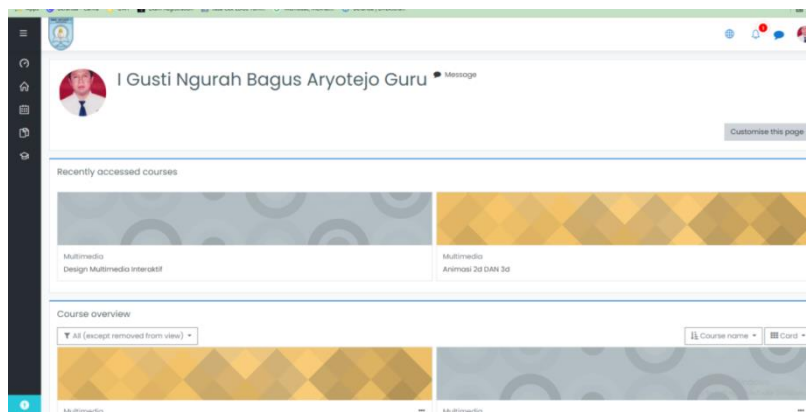 I Gusti Ngurah Bagus Aryotejo Guru
Message
Customise this page
Recently accessed courses
Multimedia
Design Multimedia Interaktif
Multimedia
Animasi 2d DAN 3d
Course overview
All (except removed from view)
Course name
Card
Multimedia
Multimedia